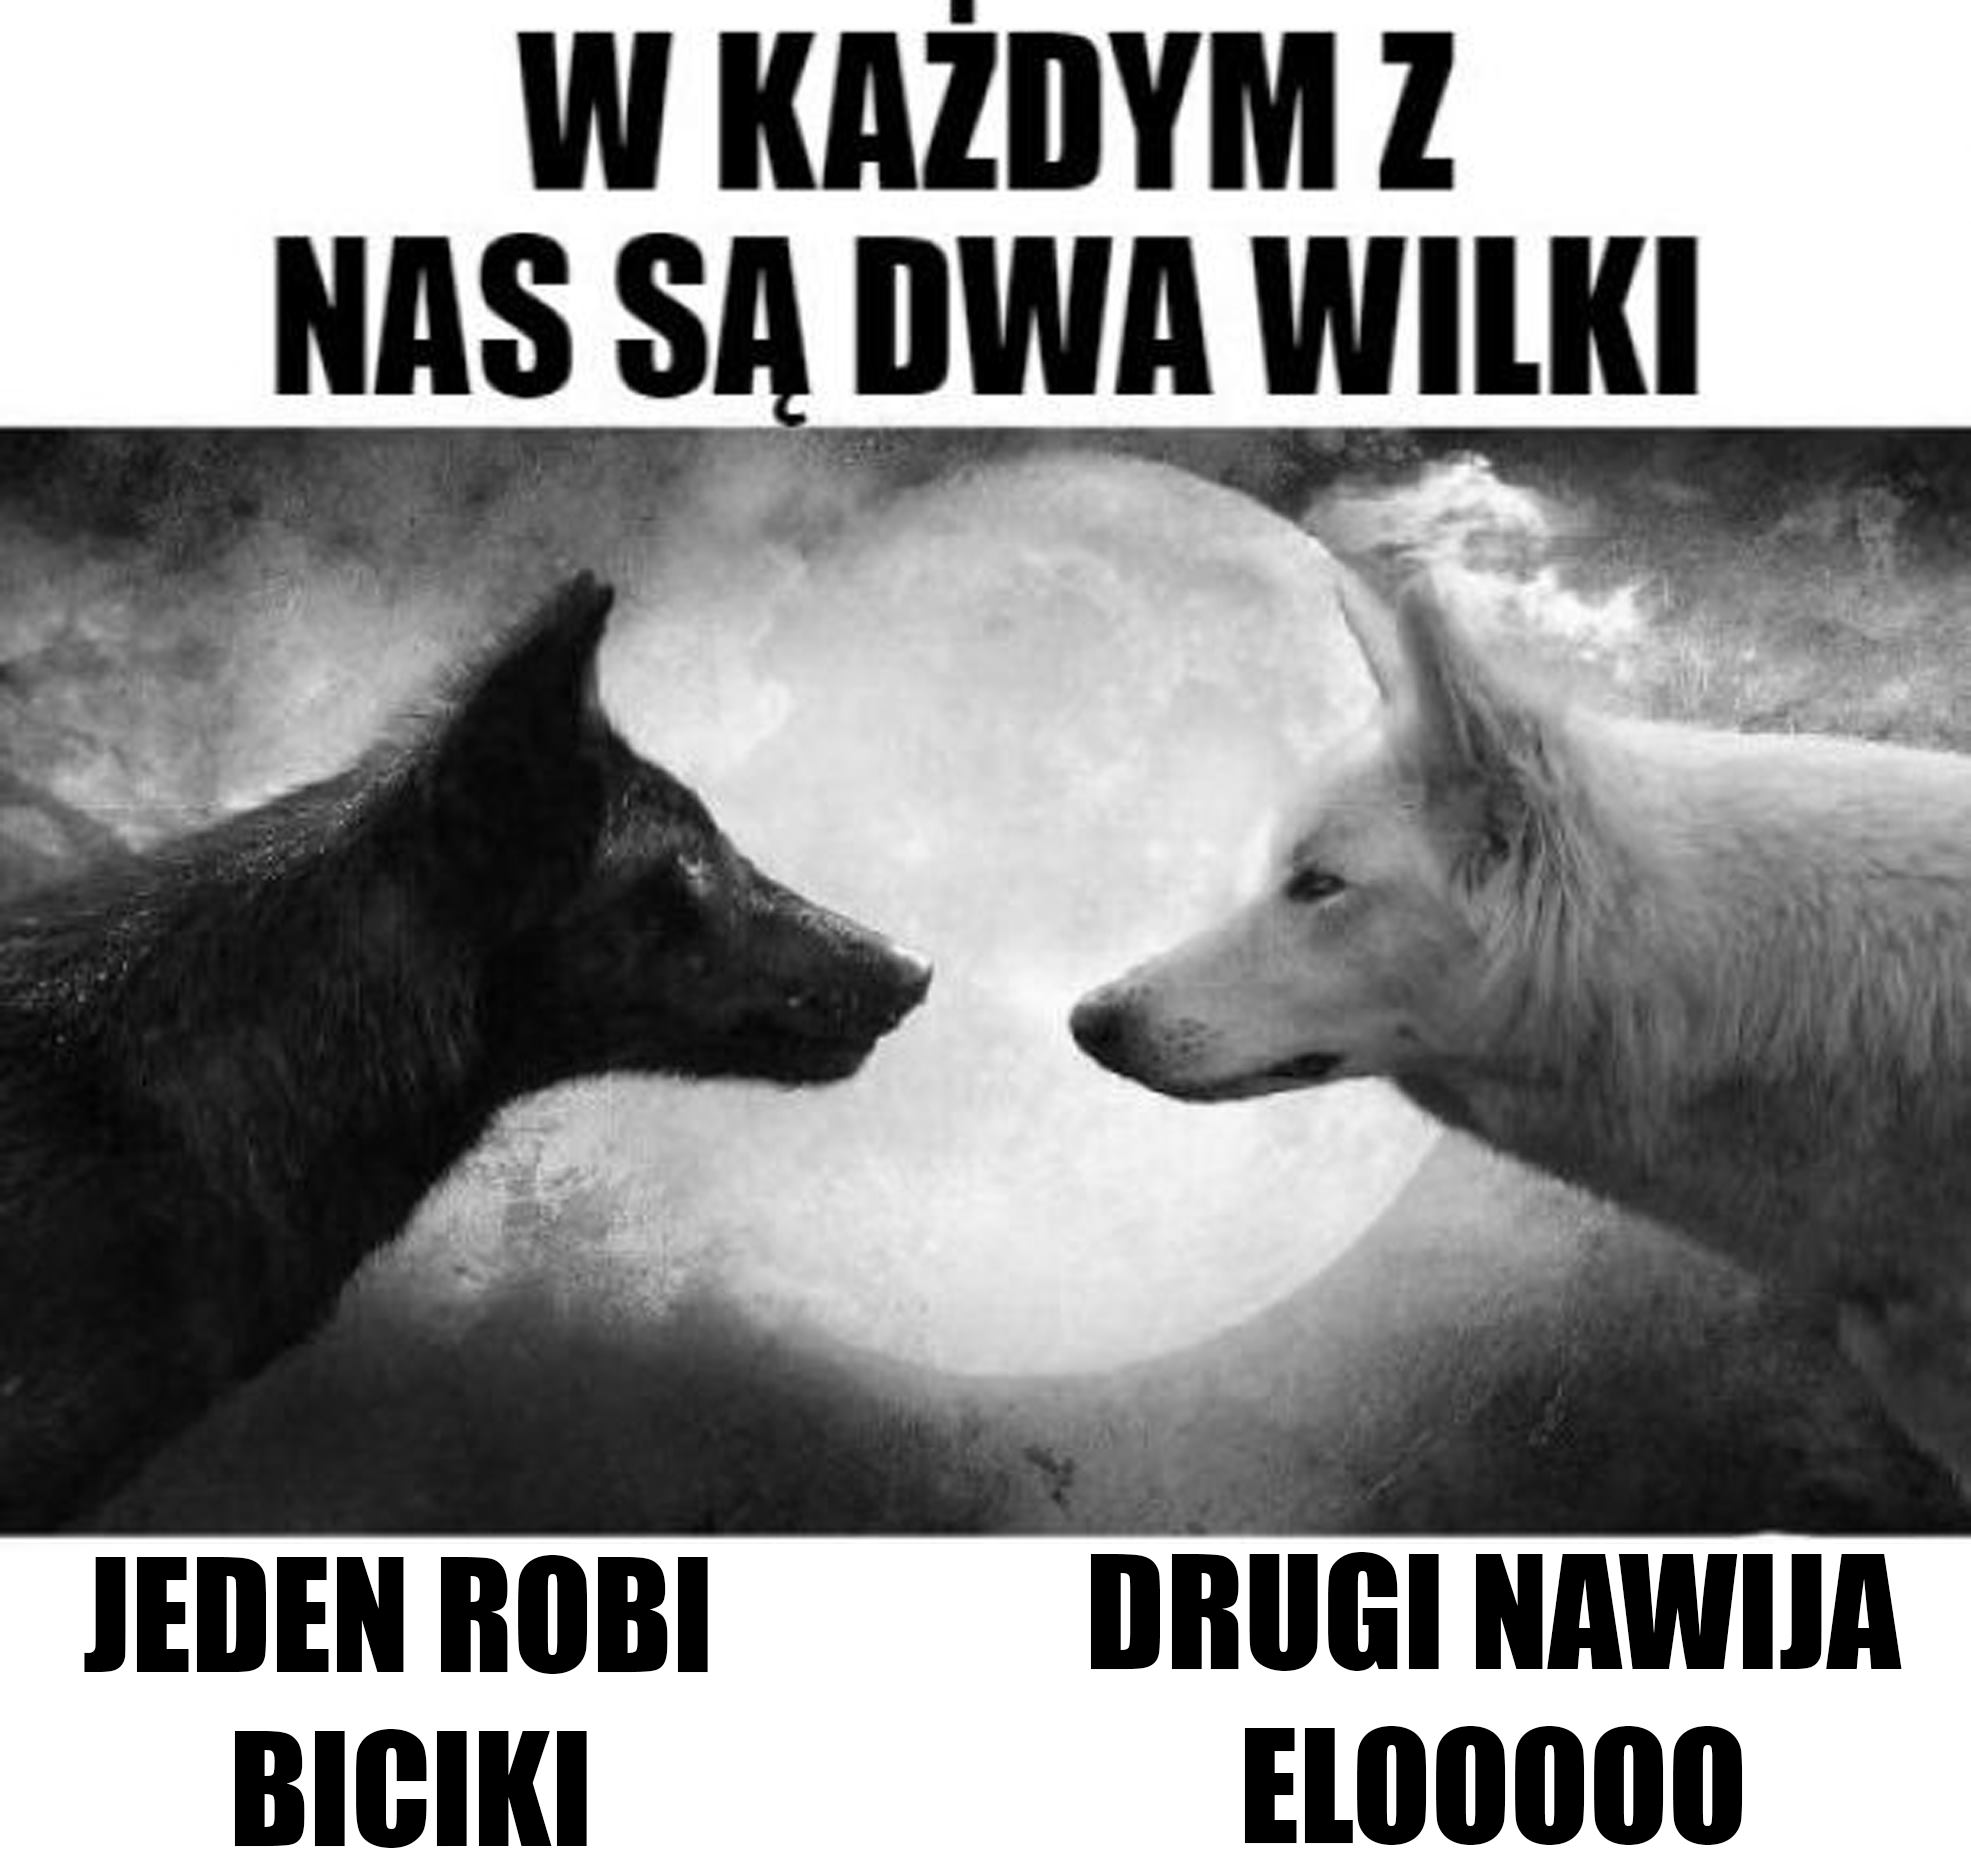 W KAŻDYM Z
NAS SĄ DWA WILKI
JEDEN ROBI
BICIKI
DRUGI NAWIJA
ELOOOOO